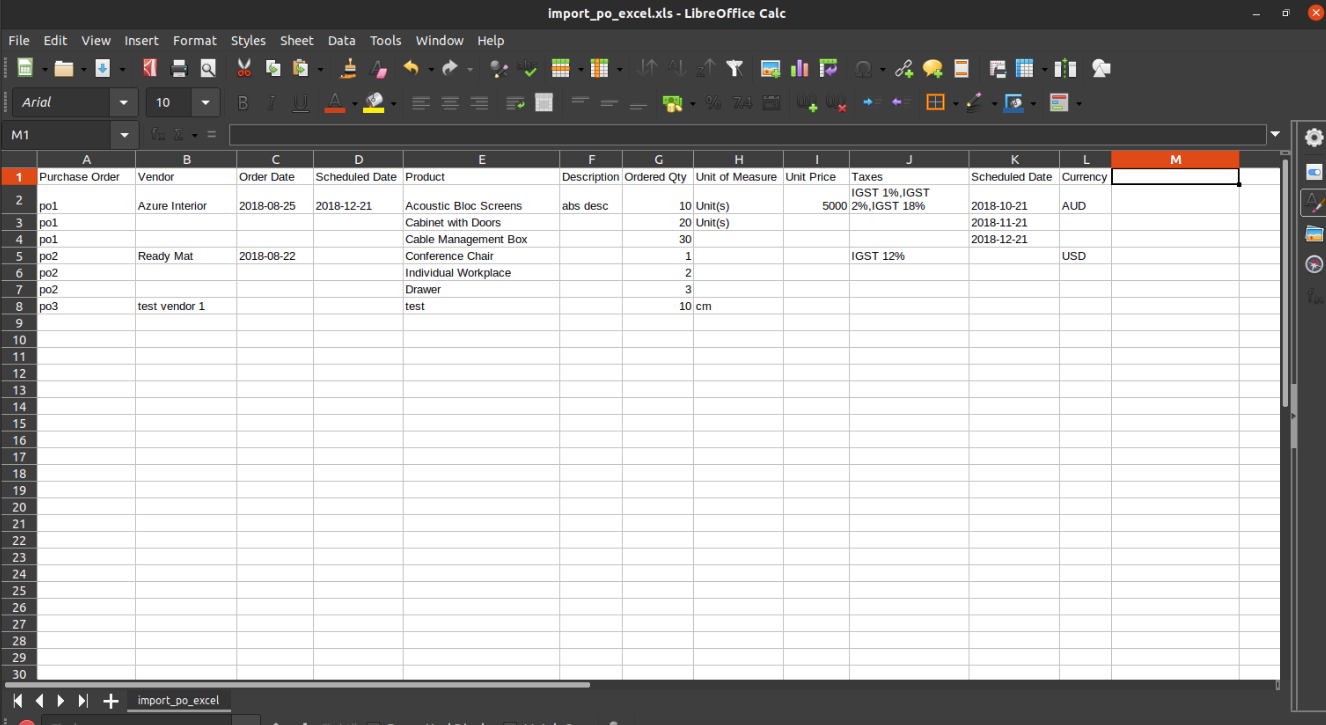 import_po_excel.xls - LibreOffice Calc
File Edit View Insert Format Styles Sheet Data Tools Window Help
Arial 10
M1
A B C D E F G H I J K L M
1 Purchase Order Vendor Order Date Scheduled Date Product Description Ordered Qty Unit of Measure Unit Price Taxes Scheduled Date Currency
2 po1 Azure Interior 2018-08-25 2018-12-21 Acoustic Bloc Screens abs desc 10 Unit(s) 5000 IGST 1%,IGST 2%,IGST 18% 2018-10-21 AUD
3 po1 Cabinet with Doors 20 Unit(s) 2018-11-21
4 po1 Cable Management Box 30 2018-12-21
5 po2 Ready Mat 2018-08-22 Conference Chair 1 IGST 12% USD
6 po2 Individual Workplace 2
7 po2 Drawer 3
8 po3 test vendor 1 test 10 cm
9
10
11
12
13
14
15
16
17
18
19
20
21
22
23
24
25
26
27
28
29
30
import_po_excel